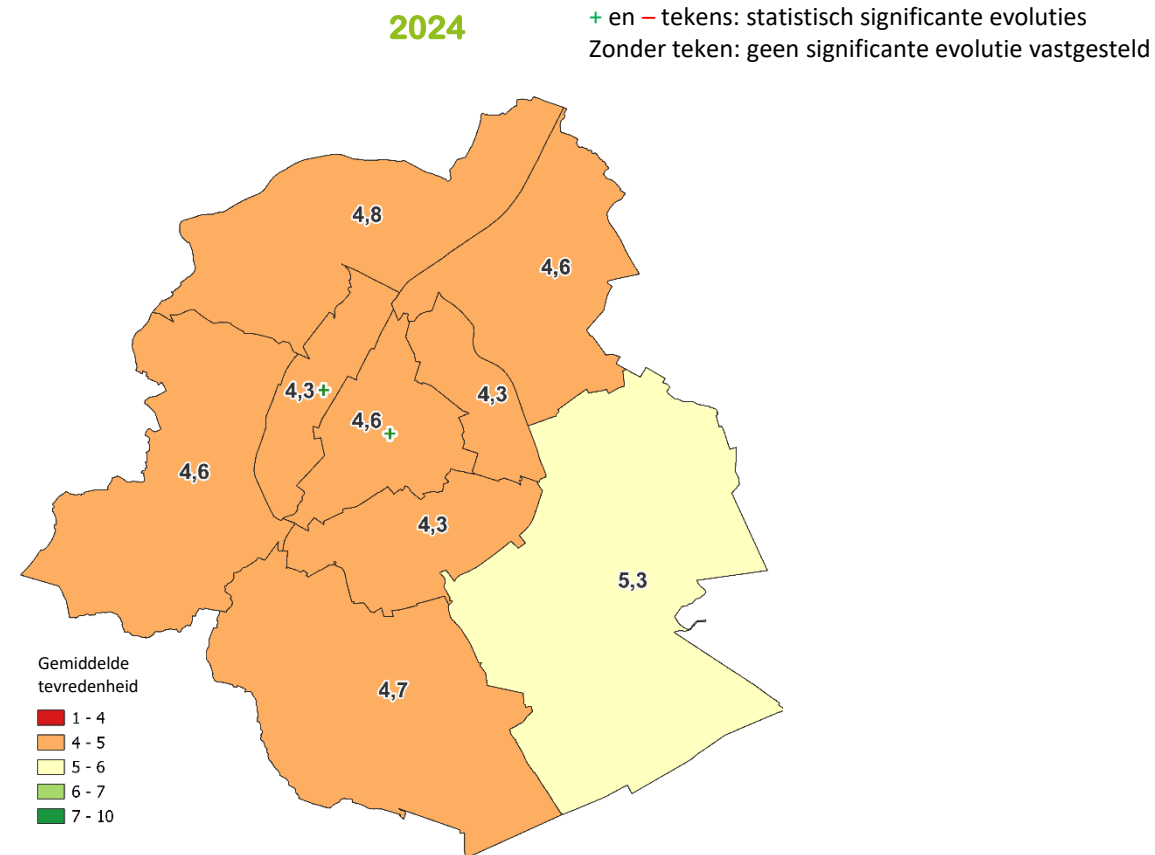 2024
+ en – tekens: statistisch significante evoluties
Zonder teken: geen significante evolutie vastgesteld
4,8
4,6
4,3 +
4,3
4,6 +
4,6
4,3
5,3
4,7
Gemiddelde
tevredenheid
1 - 4
4 - 5
5 - 6
6 - 7
7 - 10